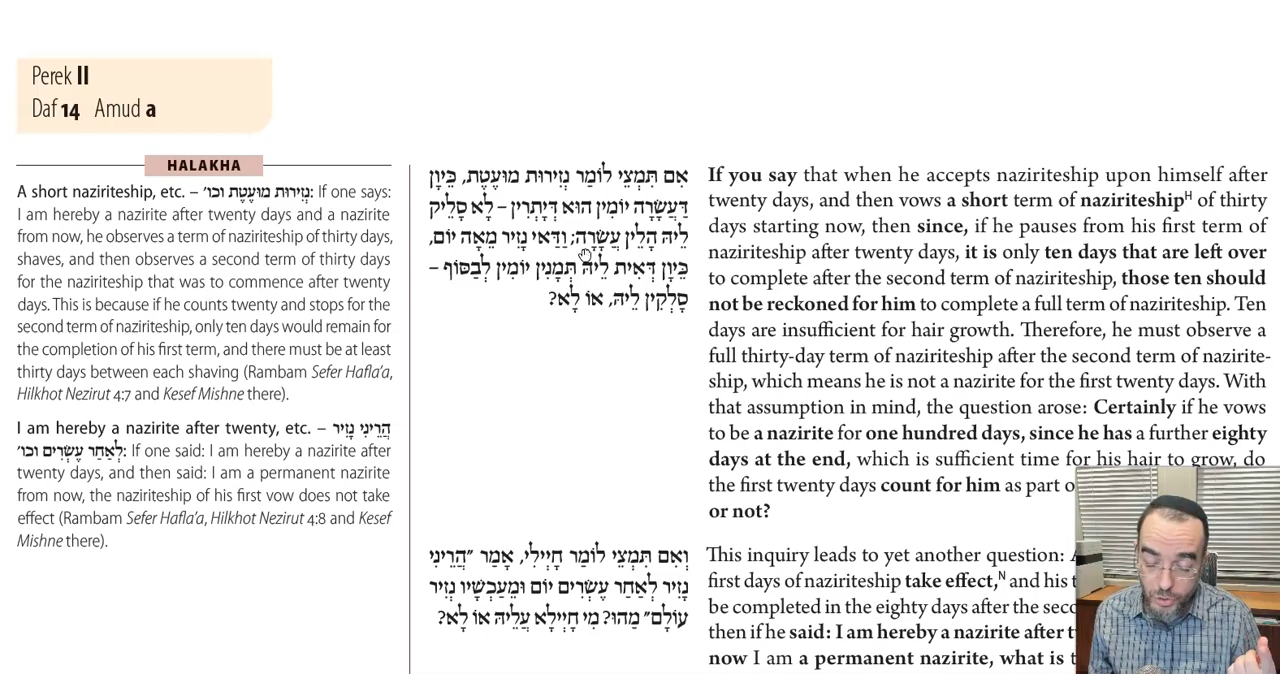 Perek II
Daf 14 Amud a
HALAKHA
A short naziriteship, etc. – נְזִירוּת מוּעֶטֶת וכו׳: If one says:
I am hereby a nazirite after twenty days and a nazirite
from now, he observes a term of naziriteship of thirty days,
shaves, and then observes a second term of thirty days
for the naziriteship that was to commence after twenty
days. This is because if he counts twenty and stops for the
second term of naziriteship, only ten days would remain for
the completion of his first term, and there must be at least
thirty days between each shaving (Rambam Sefer Hafla’a,
Hilkhot Nezirut 4:7 and Kesef Mishne there).
I am hereby a nazirite after twenty, etc. – הֲרֵינִי נָזִיר
לְאַחַר עֶשְׂרִים וכו׳: If one said: I am hereby a nazirite after
twenty days, and then said: I am a permanent nazirite
from now, the naziriteship of his first vow does not take
effect (Rambam Sefer Hafla’a, Hilkhot Nezirut 4:8 and Kesef
Mishne there).
אִם תִּמְצֵי לוֹמַר נְזִירוּת מוּעֶטֶת, כֵּיוָן
דַּעֲשָׂרָה יוֹמִין הוּא דְּיָתְרִין – לָא סָלֵיק
לֵיהּ הָלֵין עֲשָׂרָה; וַדַּאי נָזִיר מֵאָה יוֹם,
כֵּיוָן דְּאִית לֵיהּ תְּמָנִין יוֹמִין לְבַסּוֹף –
סָלְקִין לֵיהּ, אוֹ לָא?
וְאִם תִּמְצֵי לוֹמַר חָיְילִי, אָמַר ״הֲרֵינִי
נָזִיר לְאַחַר עֶשְׂרִים יוֹם וּמֵעַכְשָׁיו נְזִיר
עוֹלָם״ מַהוּ? מִי חָיְילָא עֲלֵיהּ אוֹ לָא?
If you say that when he accepts naziriteship upon himself after
twenty days, and then vows a short term of naziriteshipᴴ of thirty
days starting now, then since, if he pauses from his first term of
naziriteship after twenty days, it is only ten days that are left over
to complete after the second term of naziriteship, those ten should
not be reckoned for him to complete a full term of naziriteship. Ten
days are insufficient for hair growth. Therefore, he must observe a
full thirty-day term of naziriteship after the second term of nazirite-
ship, which means he is not a nazirite for the first twenty days. With
that assumption in mind, the question arose: Certainly if he vows
to be a nazirite for one hundred days, since he has a further eighty
days at the end, which is sufficient time for his hair to grow, do
the first twenty days count for him as part o
or not?
This inquiry leads to yet another question:
first days of naziriteship take effect,ᴺ and his
be completed in the eighty days after the
then if he said: I am hereby a nazirite after
now I am a permanent nazirite, what is